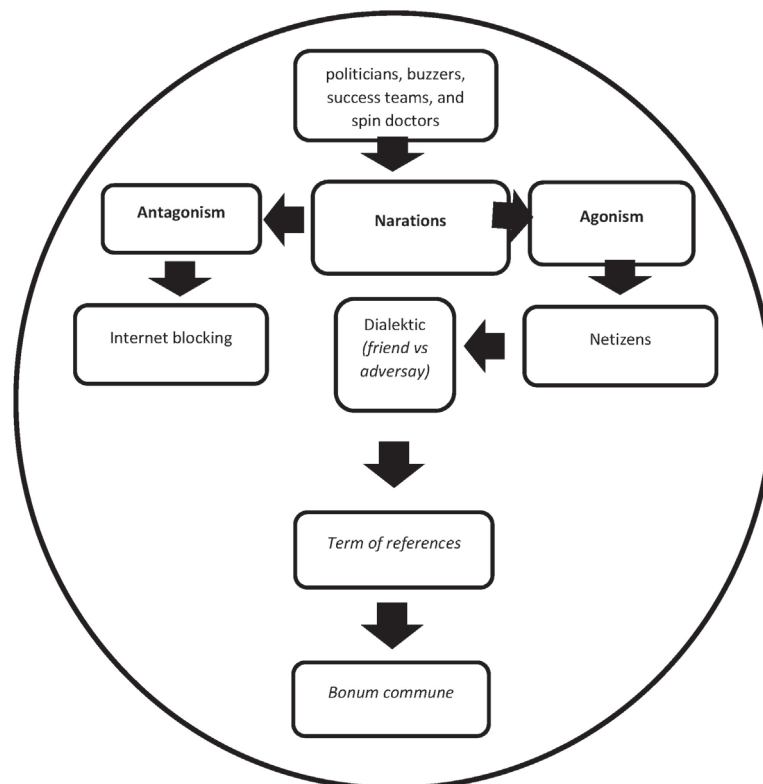 politicians, buzzers,
success teams, and
spin doctors
Antagonism
Narations
Agonism
Internet blocking
Dialektic
(friend vs
adversay)
Netizens
Term of references
Bonum commune